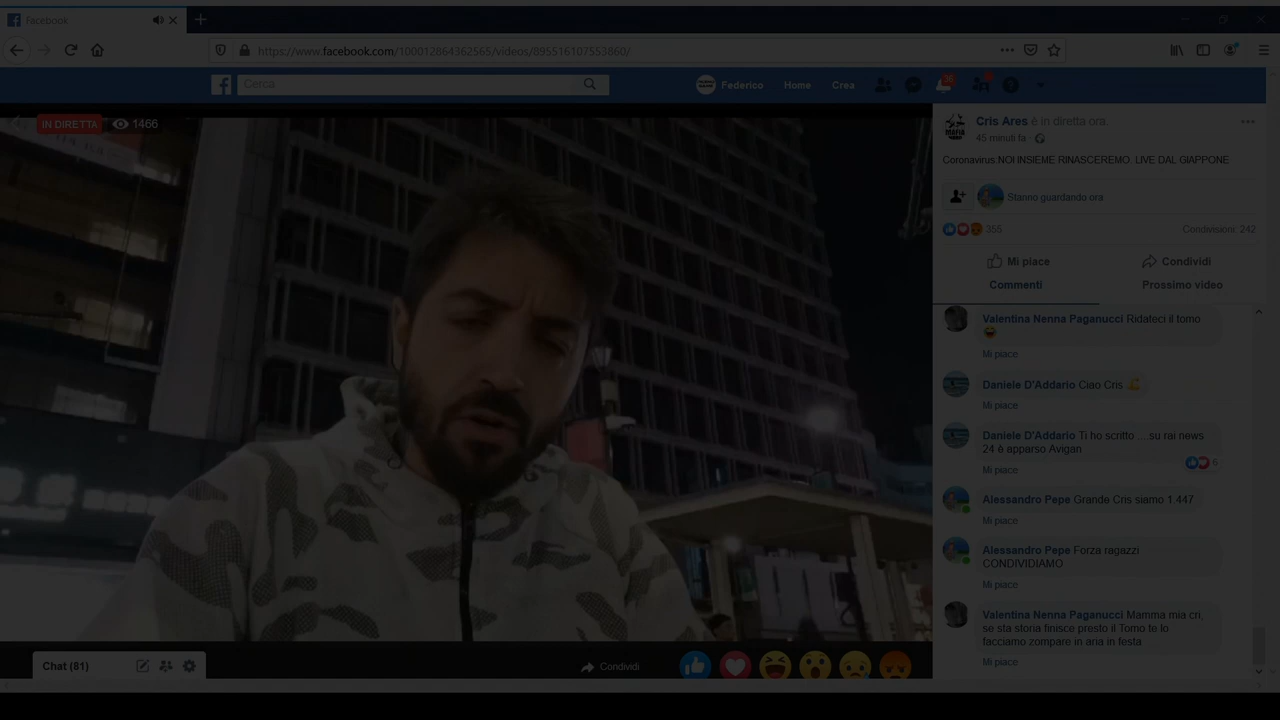 Facebook
https://www.facebook.com/100012864362565/videos/895516107553860/
Cerca
Federico
Home
Crea
IN DIRETTA
1466
Cris Ares è in diretta ora.
45 minuti fa
Coronavirus:NOI INSIEME RINASCEREMO. LIVE DAL GIAPPONE
Stanno guardando ora
355
Condivisioni: 242
Mi piace
Condividi
Commenti
Prossimo video
Valentina Nenna Paganucci Ridateci il tomo
Mi piace
Daniele D'Addario Ciao Cris
Mi piace
Daniele D'Addario Ti ho scritto ....su rai news
24 è apparso Avigan
6
Mi piace
Alessandro Pepe Grande Cris siamo 1.447
Mi piace
Alessandro Pepe Forza ragazzi
CONDIVIDIAMO
Mi piace
Valentina Nenna Paganucci Mamma mia cri,
se sta storia finisce presto il Tomo te lo
facciamo zompare in aria in festa
Mi piace
Chat (81)
Condividi